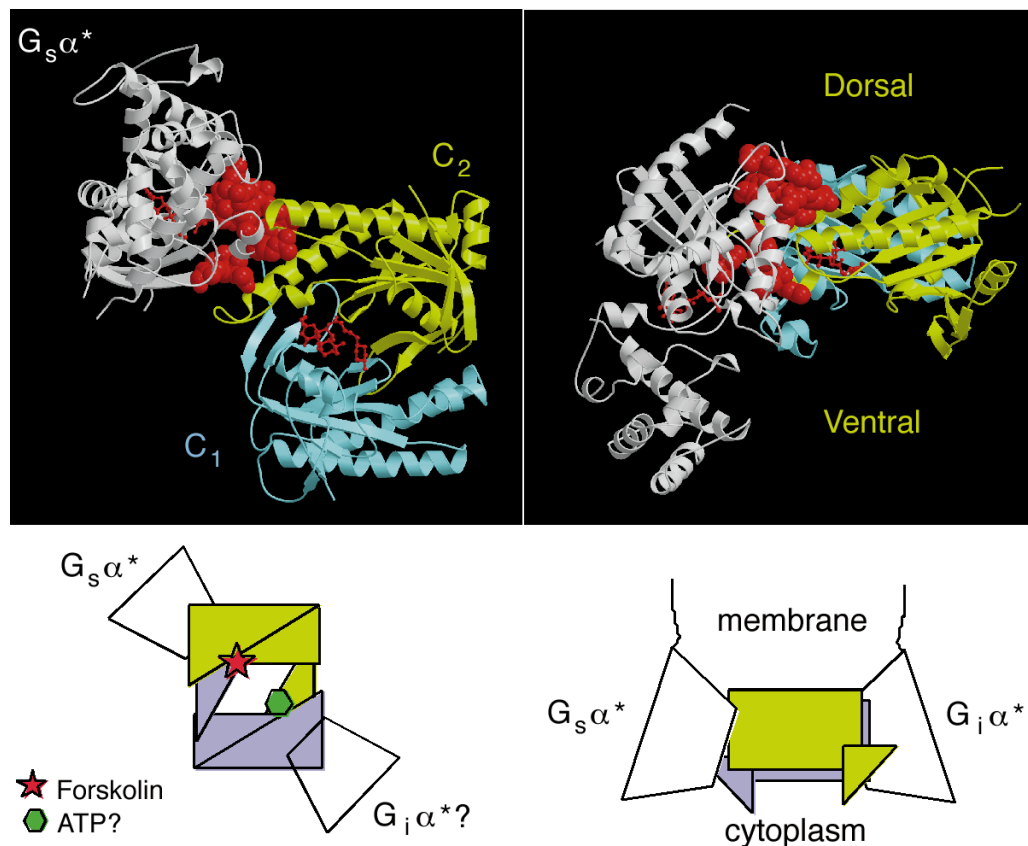 Gsα*
C2
C1
Dorsal
Ventral
Gsα*
Forskolin
ATP?
Giα*?
membrane
Gsα*
Giα*
cytoplasm